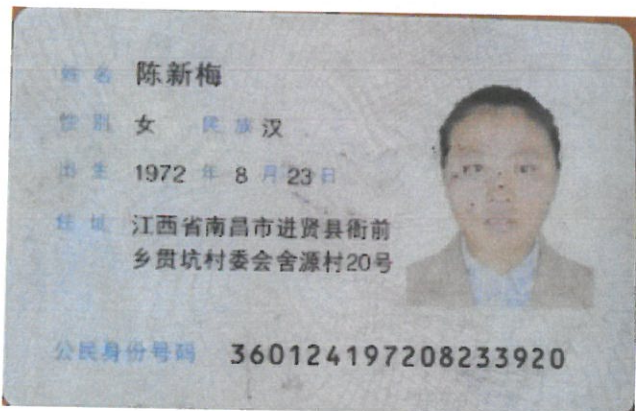 姓名 陈新梅
性别 女 民族 汉
出生 1972 年 8 月 23 日
住址 江西省南昌市进贤县衙前
乡贯坑村委会舍源村20号
公民身份号码 360124197208233920